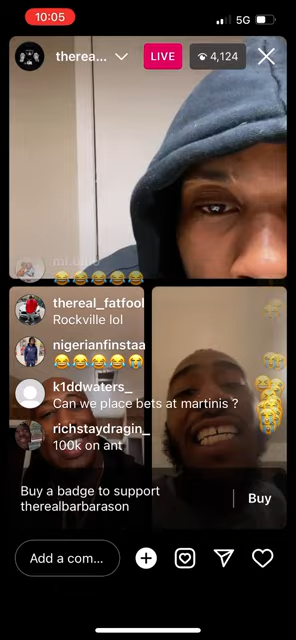 10:05
5G
therea...
LIVE
4,124
😂😂😂😂😂
thereal_fatfool
Rockville lol
nigerianfinstaa
😂😂😂😂😭
k1ddwaters_
Can we place bets at martinis ?
richstaydragin_
100k on ant
Buy a badge to support
therealbarbarason
Buy
Add a com...